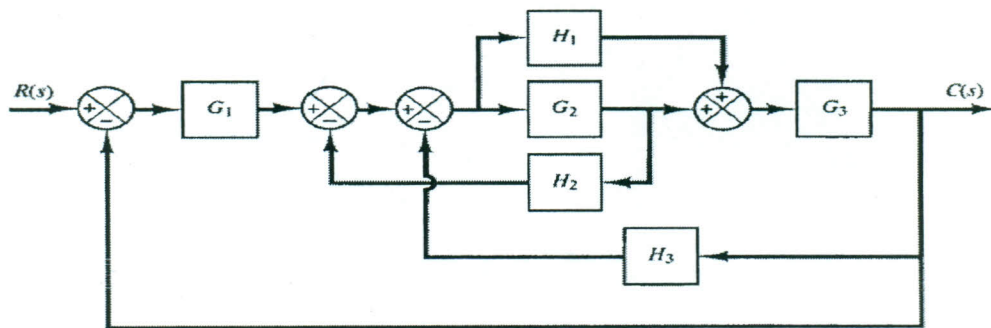 R(s)
G1
H1
G2
H2
H3
G3
C(s)
+
−
+
−
+
−
+
+